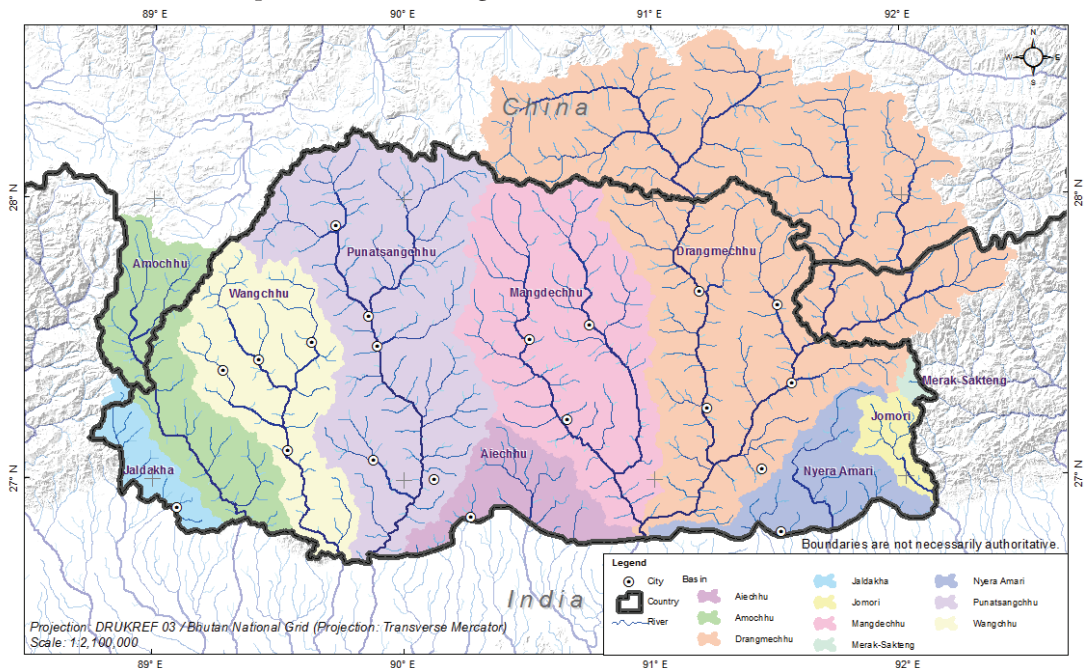 89° E 90° E 91° E 92° E
N
W E
S
China
28° N 28° N
Amochhu
Punatsangchhu
Drangmechhu
Wangchhu
Mangdechhu
Merak-Sakteng
Jomori
Jaldakha
Aiechhu
Nyera Amari
27° N 27° N
Boundaries are not necessarily authoritative.
India
Legend
City
Country
River
Basin
Aiechhu
Amochhu
Drangmechhu
Jaldakha
Jomori
Mangdechhu
Merak-Sakteng
Nyera Amari
Punatsangchhu
Wangchhu
Projection: DRUKREF 03 / Bhutan National Grid (Projection: Transverse Mercator)
Scale: 1:2,100,000
89° E 90° E 91° E 92° E